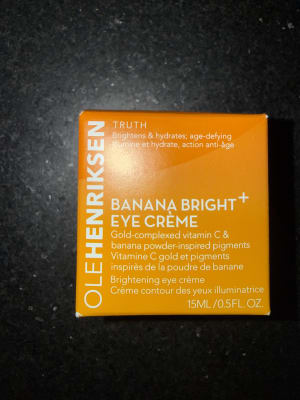 OLEHENRIKSEN
TRUTH
Brightens & hydrates; age-defying
Illumine et hydrate, action anti-âge
BANANA BRIGHT+
EYE CRÈME
Gold-complexed vitamin C &
banana powder-inspired pigments
Vitamine C gold et pigments
inspirés de la poudre de banane
Brightening eye crème
Crème contour des yeux illuminatrice
15ML/0.5FL. OZ.